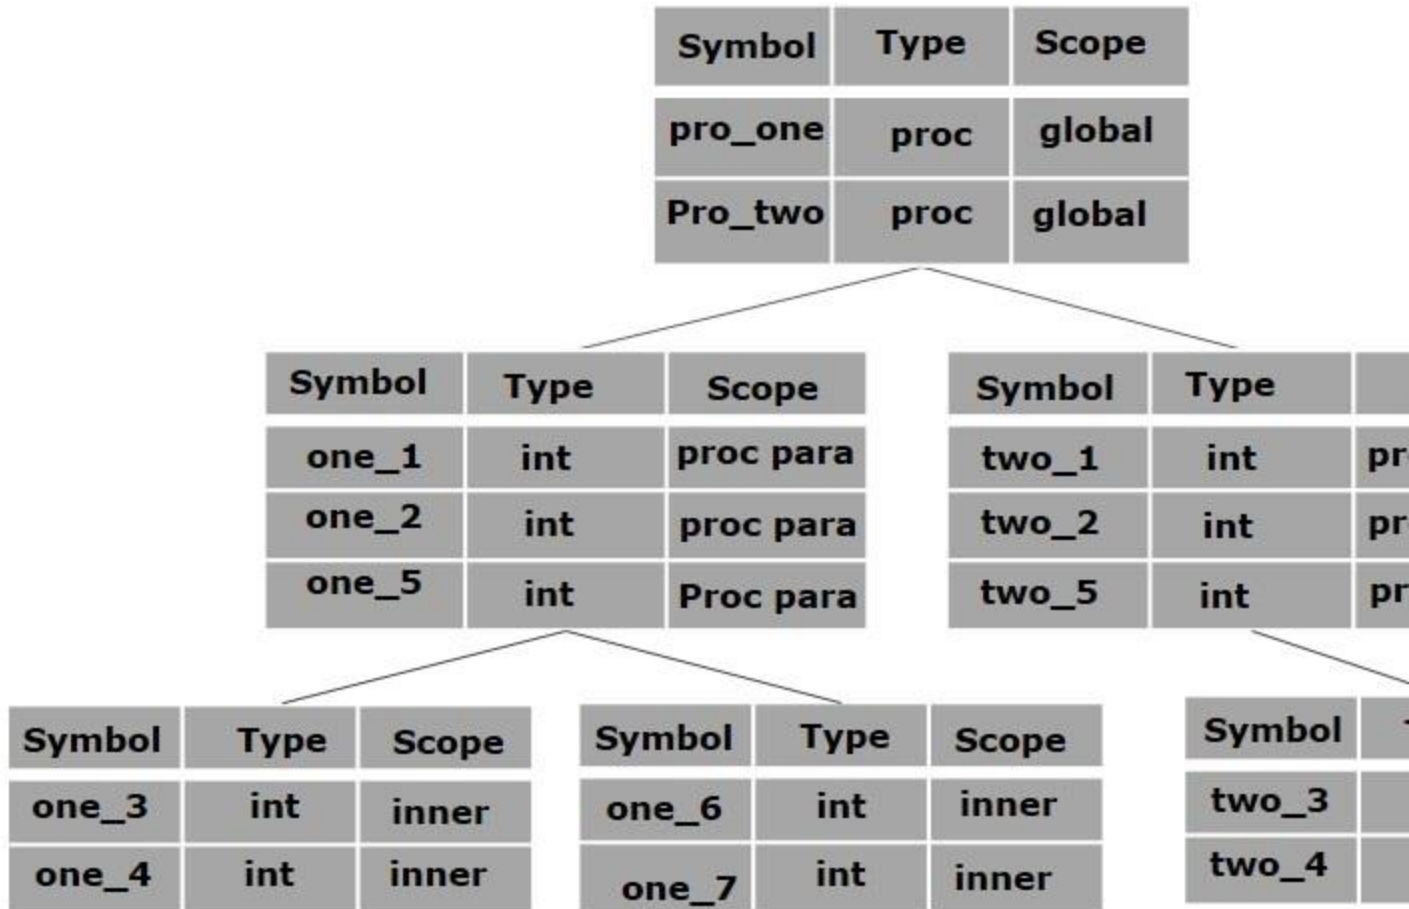 Symbol Type Scope
pro_one proc global
Pro_two proc global
Symbol Type Scope
one_1 int proc para
one_2 int proc para
one_5 int Proc para
Symbol Type
two_1 int
two_2 int
two_5 int
Symbol Type Scope
one_3 int inner
one_4 int inner
Symbol Type Scope
one_6 int inner
one_7 int inner
Symbol
two_3
two_4